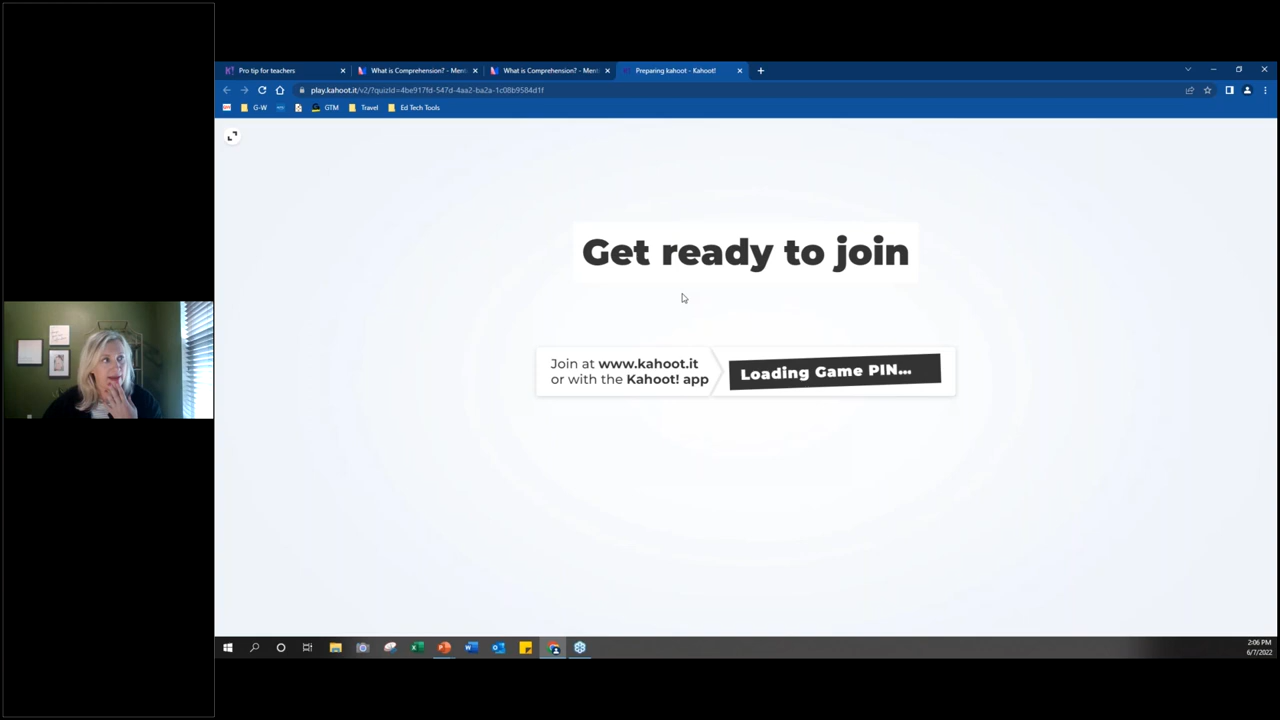 Pro tip for teachers
What is Comprehension? - Ment
What is Comprehension? - Ment
Preparing kahoot - Kahoot!
play.kahoot.it/v2/?quizId=4be917fd-547d-4aa2-ba2a-1c08b9584d1f
G-W
GTM
Travel
Ed Tech Tools
Get ready to join
Join at www.kahoot.it
or with the Kahoot! app
Loading Game PIN...
2:06 PM
6/7/2022